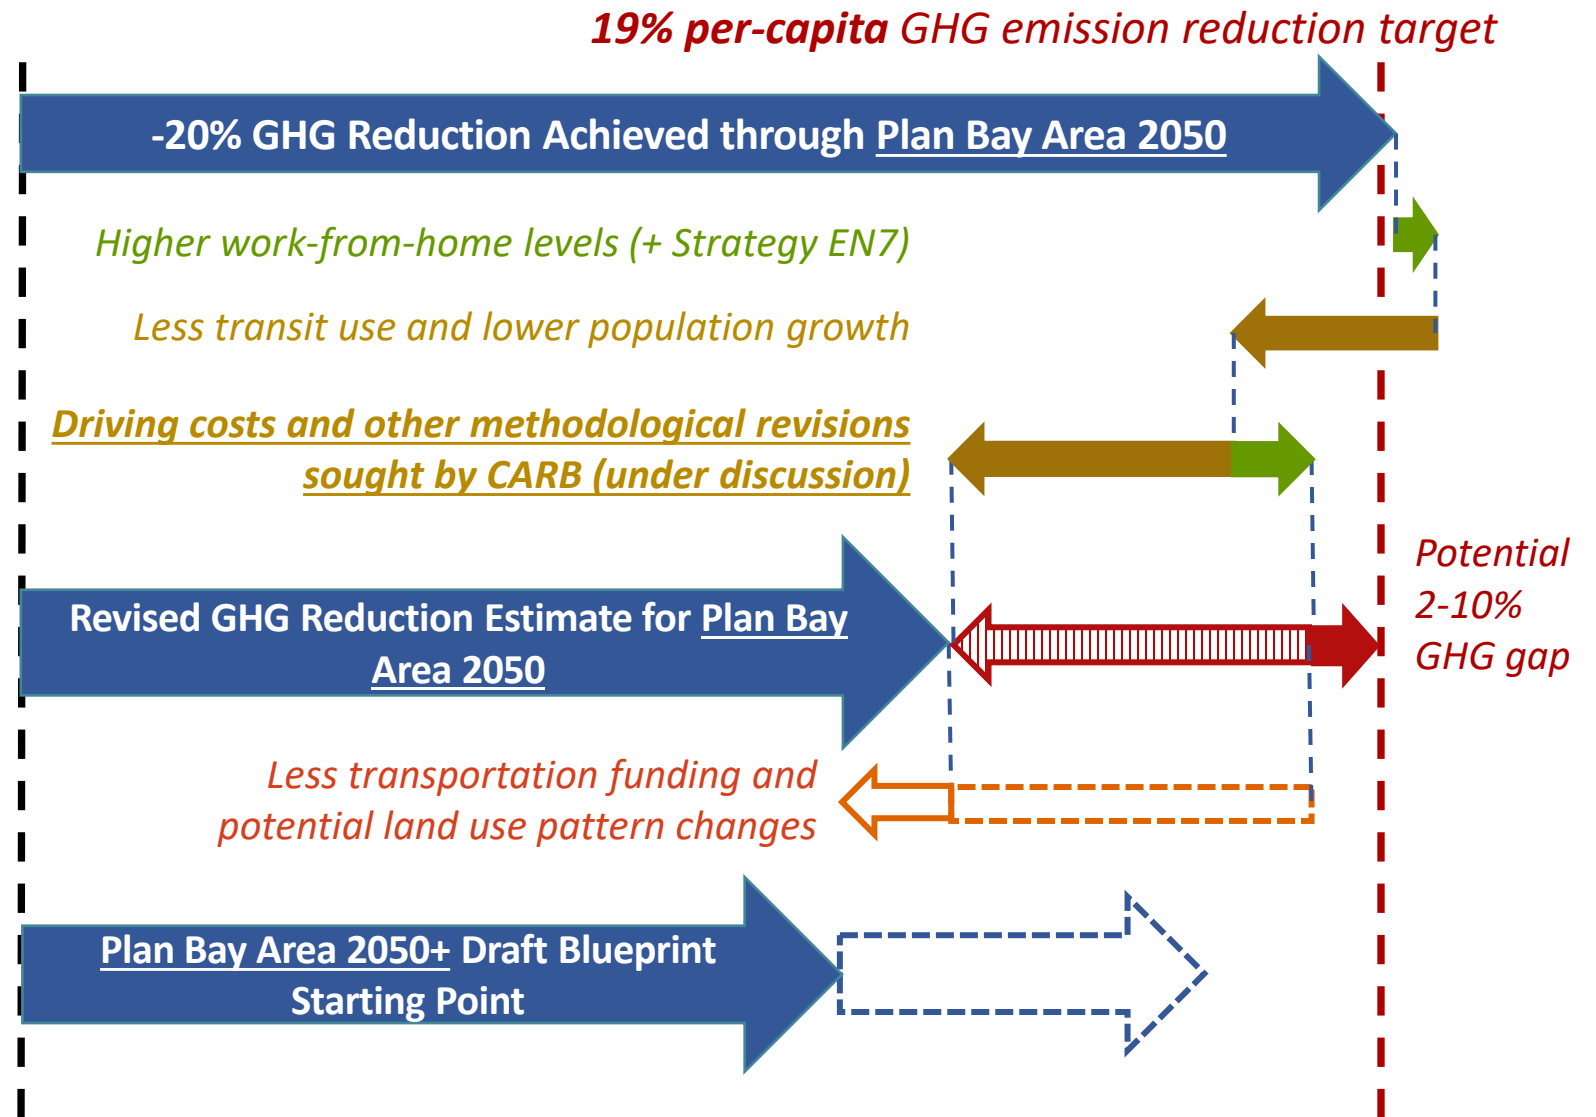 19% per-capita GHG emission reduction target
-20% GHG Reduction Achieved through Plan Bay Area 2050
Higher work-from-home levels (+ Strategy EN7)
Less transit use and lower population growth
Driving costs and other methodological revisions
sought by CARB (under discussion)
Potential
2-10%
GHG gap
Revised GHG Reduction Estimate for Plan Bay
Area 2050
Less transportation funding and
potential land use pattern changes
Plan Bay Area 2050+ Draft Blueprint
Starting Point